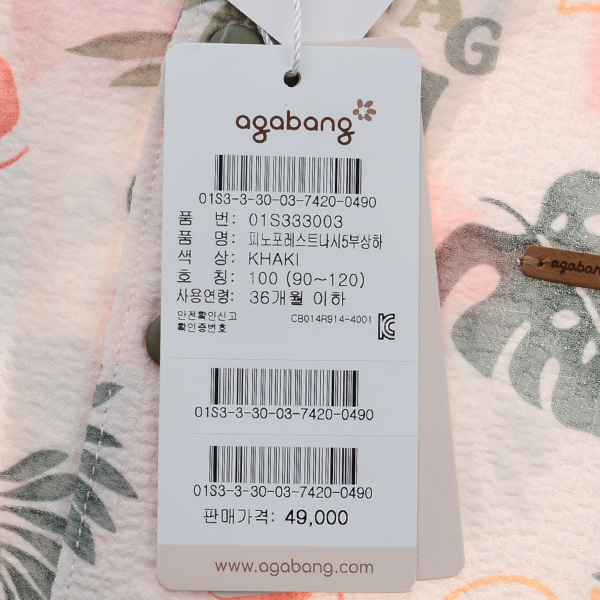 AG
agabang
01S3-3-30-03-7420-0490
품 번: 01S333003
품 명: 피노포레스트나시5부상하
색 상: KHAKI
호 칭: 100 (90~120)
사용연령: 36개월 이하
안전확인신고
확인증번호 CB014R914-4001
agabang
01S3-3-30-03-7420-0490
01S3-3-30-03-7420-0490
판매가격: 49,000
www.agabang.com